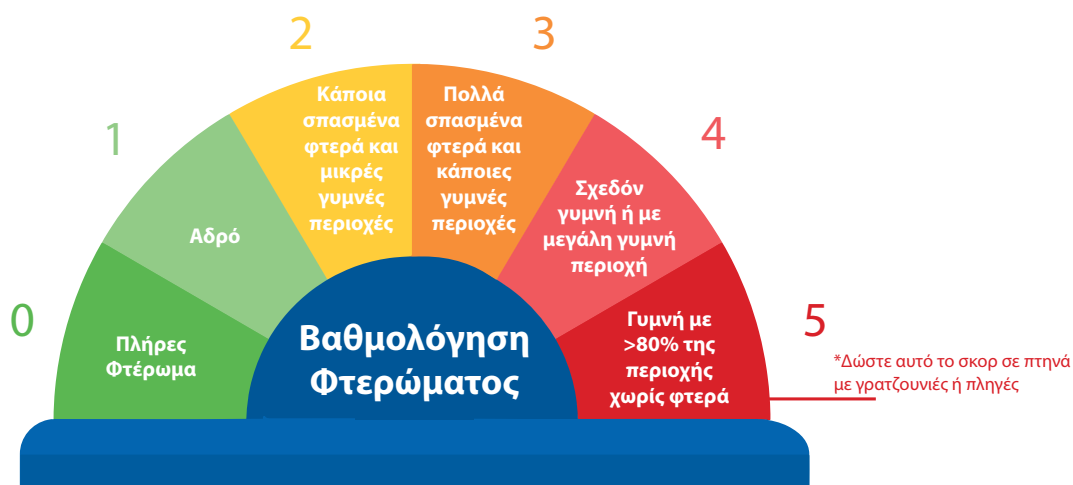 0
Πλήρες
Φτέρωμα
1
Αδρό
2
Κάποια
σπασμένα
φτερά και
μικρές
γυμνές
περιοχές
3
Πολλά
σπασμένα
φτερά και
κάποιες
γυμνές
περιοχές
4
Σχεδόν
γυμνή ή με
μεγάλη γυμνή
περιοχή
5
Γυμνή με
>80% της
περιοχής
χωρίς φτερά
*Δώστε αυτό το σκορ σε πτηνά
με γρατζουνιές ή πληγές
Βαθμολόγηση
Φτερώματος